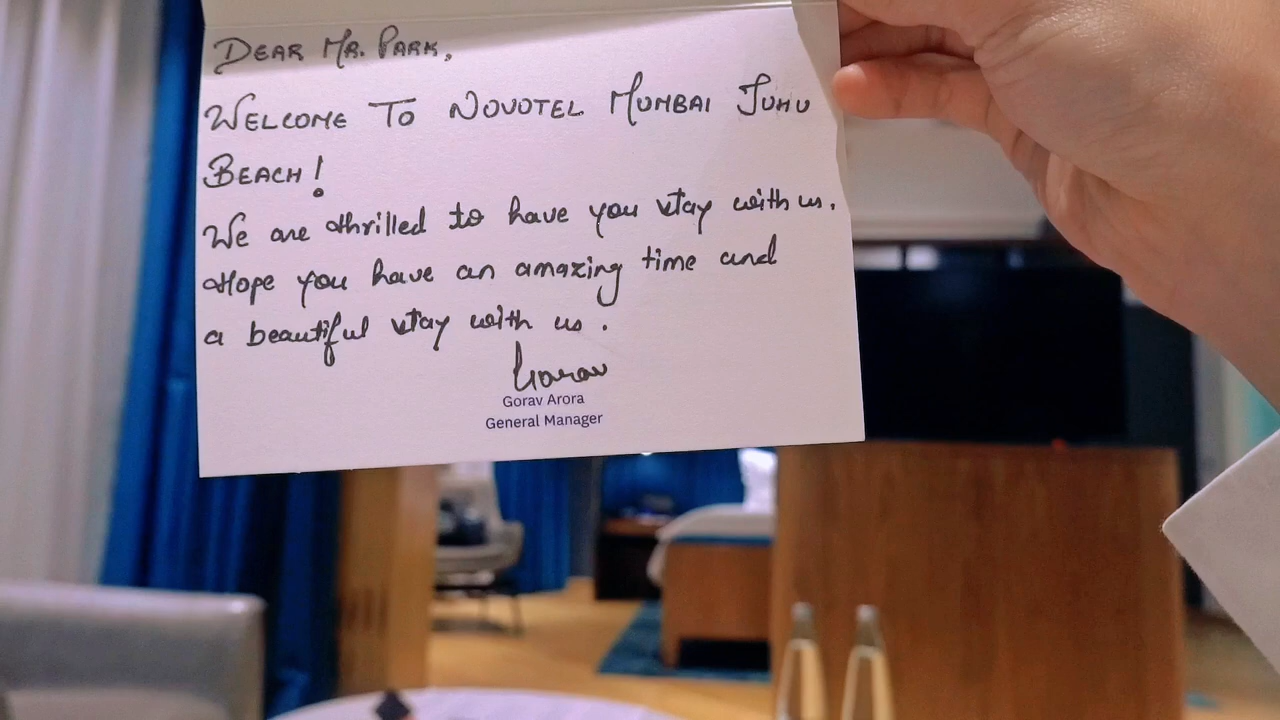 DEAR MR. PARK,
WELCOME TO NOVOTEL MUMBAI JUHU
BEACH!
We are thrilled to have you stay with us.
Hope you have an amazing time and
a beautiful stay with us.
Gorav
Gorav Arora
General Manager